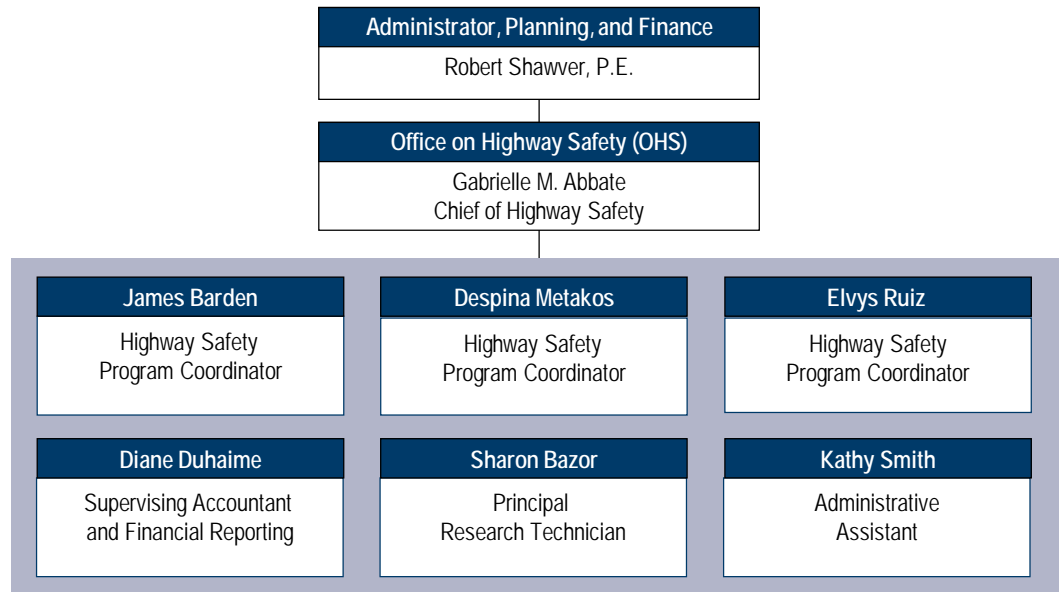 Administrator, Planning, and Finance
Robert Shawver, P.E.
Office on Highway Safety (OHS)
Gabrielle M. Abbate
Chief of Highway Safety
James Barden
Highway Safety
Program Coordinator
Despina Metakos
Highway Safety
Program Coordinator
Elvys Ruiz
Highway Safety
Program Coordinator
Diane Duhaime
Supervising Accountant
and Financial Reporting
Sharon Bazor
Principal
Research Technician
Kathy Smith
Administrative
Assistant